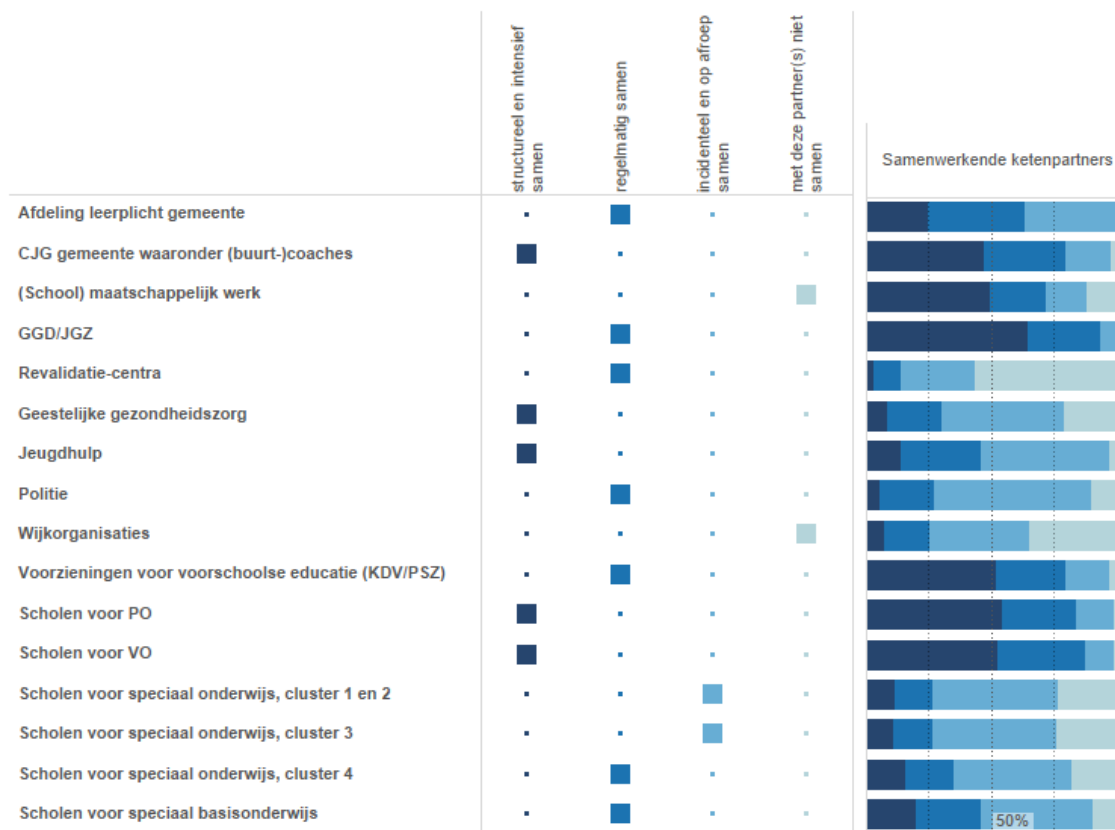 structureel en intensief
samen
regelmatig samen
incidenteel en op afroep
samen
met deze partner(s) niet
samen
Samenwerkende ketenpartners
Afdeling leerplicht gemeente
CJG gemeente waaronder (buurt-)coaches
(School) maatschappelijk werk
GGD/JGZ
Revalidatie-centra
Geestelijke gezondheidszorg
Jeugdhulp
Politie
Wijkorganisaties
Voorzieningen voor voorschoolse educatie (KDV/PSZ)
Scholen voor PO
Scholen voor VO
Scholen voor speciaal onderwijs, cluster 1 en 2
Scholen voor speciaal onderwijs, cluster 3
Scholen voor speciaal onderwijs, cluster 4
Scholen voor speciaal basisonderwijs
50%